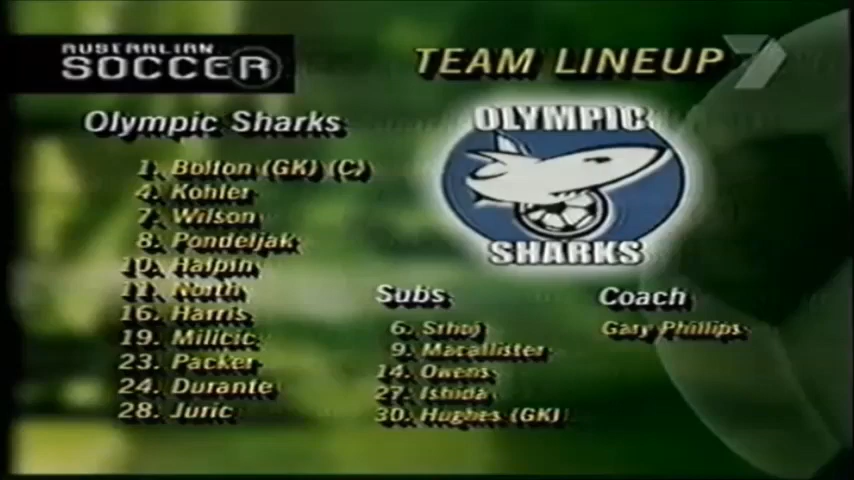 AUSTRALIAN
SOCCER
TEAM LINEUP
7
Olympic Sharks
1. Bolton (GK) (C)
4. Kohler
7. Wilson
8. Pondeljak
10. Halpin
11. North
16. Harris
19. Milicic
23. Packer
24. Durante
28. Juric
OLYMPIC
SHARKS
Subs
6. Srhoj
9. Macallister
14. Owens
27. Ishida
30. Hughes (GK)
Coach
Gary Phillips